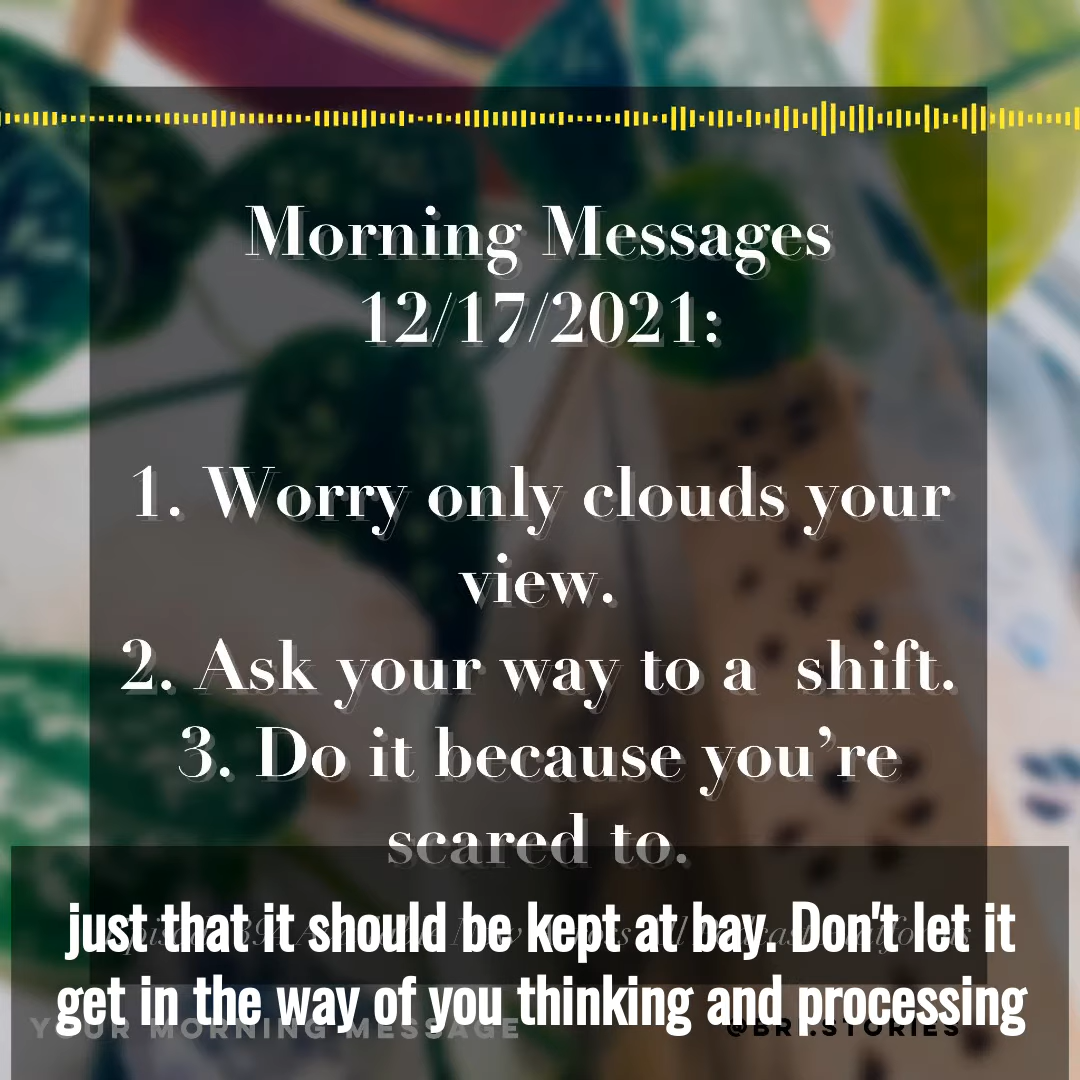 Morning Messages
12/17/2021:
1. Worry only clouds your
view.
2. Ask your way to a shift.
3. Do it because you’re
scared to.
just that it should be kept at bay. Don't let it
get in the way of you thinking and processing
YOUR MORNING MESSAGE